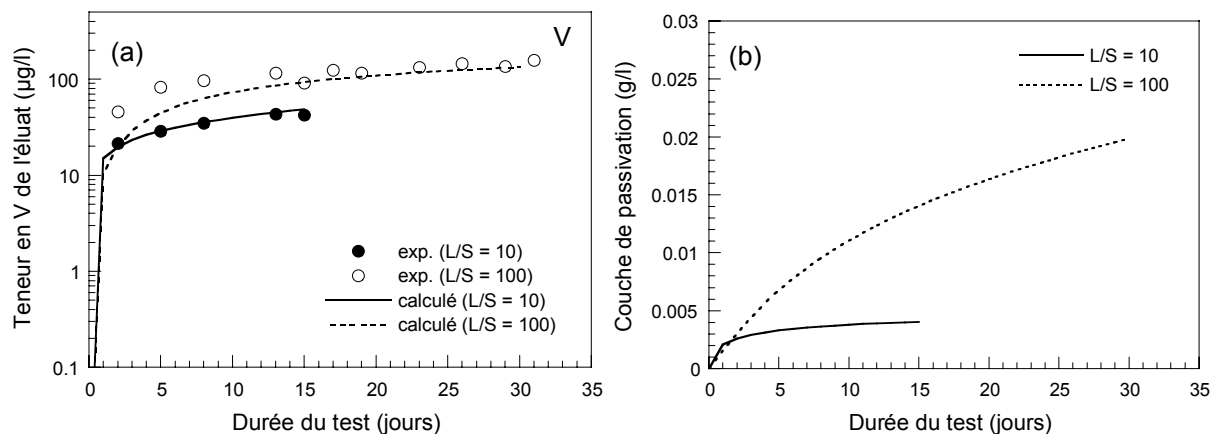 (a)
V
Teneur en V de l'éluat (µg/l)
100
10
1
0.1
exp. (L/S = 10)
exp. (L/S = 100)
calculé (L/S = 10)
calculé (L/S = 100)
0 5 10 15 20 25 30 35
Durée du test (jours)
(b)
Couche de passivation (g/l)
0.03
0.025
0.02
0.015
0.01
0.005
0
L/S = 10
L/S = 100
0 5 10 15 20 25 30 35
Durée du test (jours)